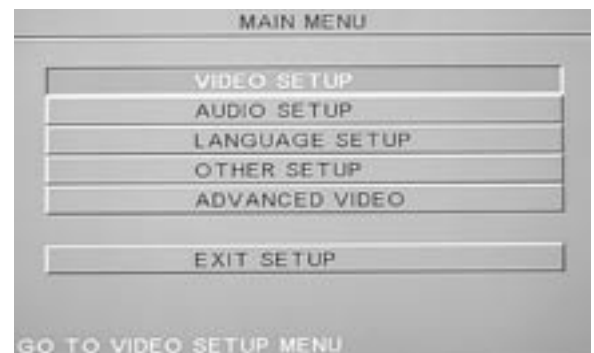 MAIN MENU
VIDEO SETUP
AUDIO SETUP
LANGUAGE SETUP
OTHER SETUP
ADVANCED VIDEO
EXIT SETUP
GO TO VIDEO SETUP MENU